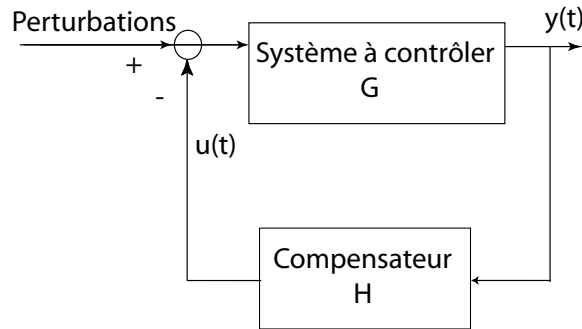 Perturbations
y(t)
+
-
Système à contrôler
G
u(t)
Compensateur
H